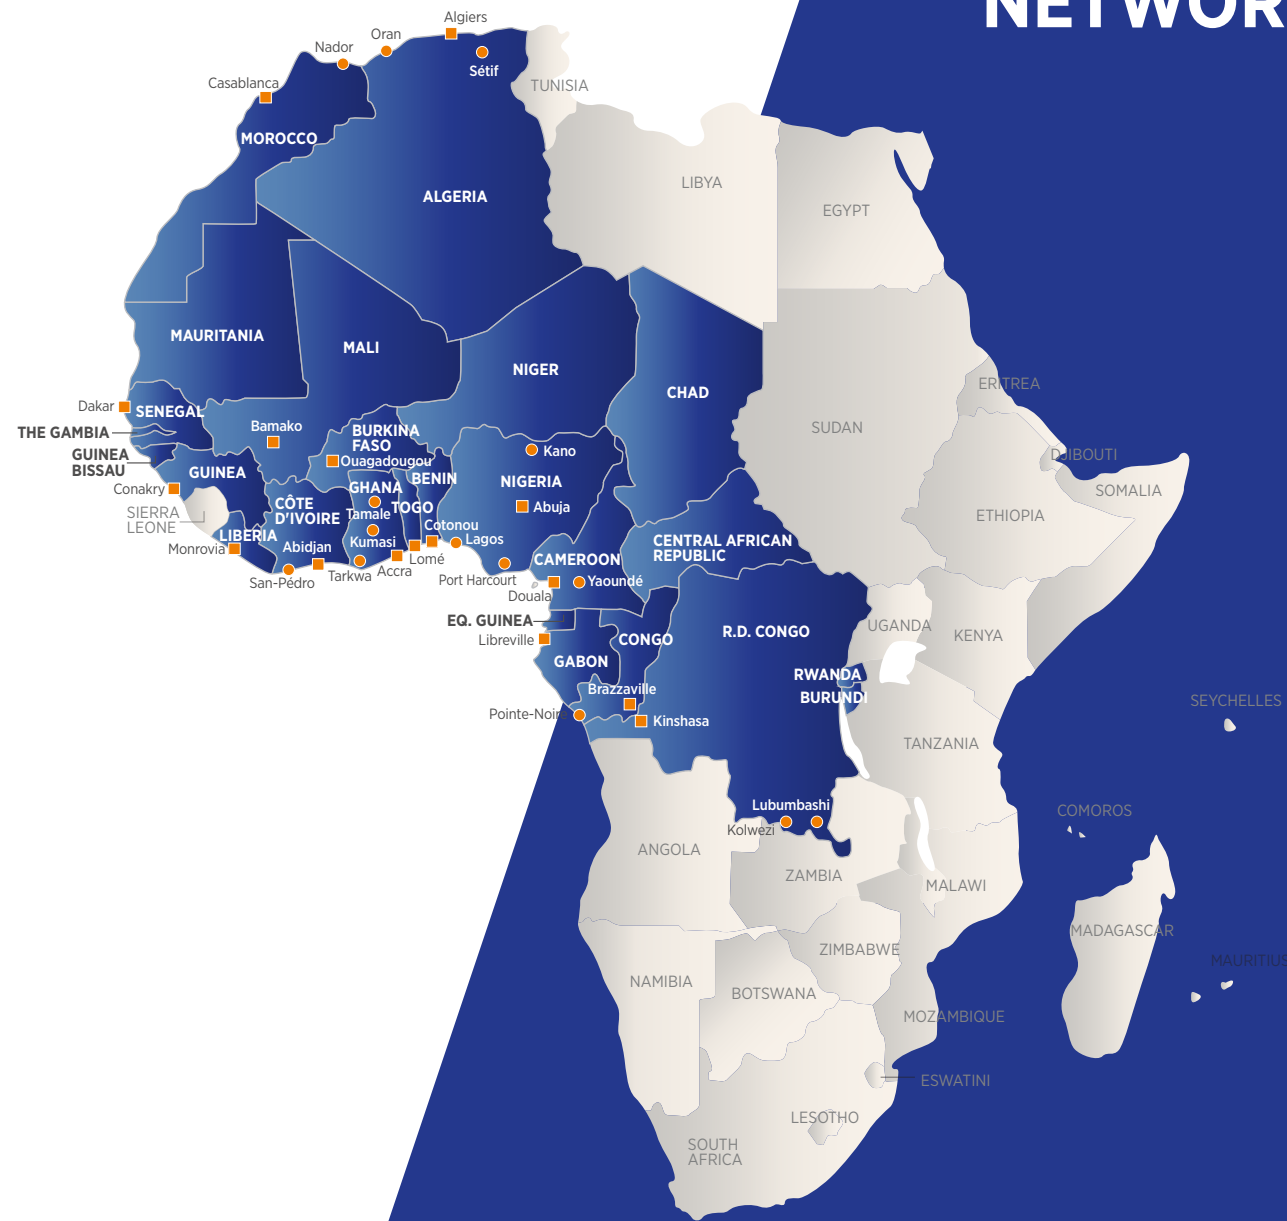 NETWOR
Algiers
Oran
Nador
Sétif
Casablanca
TUNISIA
MOROCCO
LIBYA
ALGERIA
EGYPT
MAURITANIA
MALI
NIGER
CHAD
ERITREA
Dakar
SENEGAL
THE GAMBIA
Bamako
BURKINA
FASO
SUDAN
GUINEA
BISSAU
Ouagadougou
Kano
DJIBOUTI
GUINEA
BENIN
NIGERIA
Conakry
GHANA
SOMALIA
CÔTE
D'IVOIRE
TOGO
Abuja
SIERRA
LEONE
Tamale
ETHIOPIA
LIBERIA
Cotonou
Monrovia
Abidjan
Kumasi
Lagos
CENTRAL AFRICAN
REPUBLIC
Lomé
CAMEROON
San-Pédro
Tarkwa
Accra
Port Harcourt
Yaoundé
Douala
EQ. GUINEA
UGANDA
Libreville
CONGO
R.D. CONGO
KENYA
GABON
RWANDA
Brazzaville
BURUNDI
SEYCHELLES
Pointe-Noire
Kinshasa
TANZANIA
Lubumbashi
COMOROS
Kolwezi
ANGOLA
ZAMBIA
MALAWI
MADAGASCAR
ZIMBABWE
MAURITIUS
NAMIBIA
BOTSWANA
MOZAMBIQUE
ESWATINI
LESOTHO
SOUTH
AFRICA